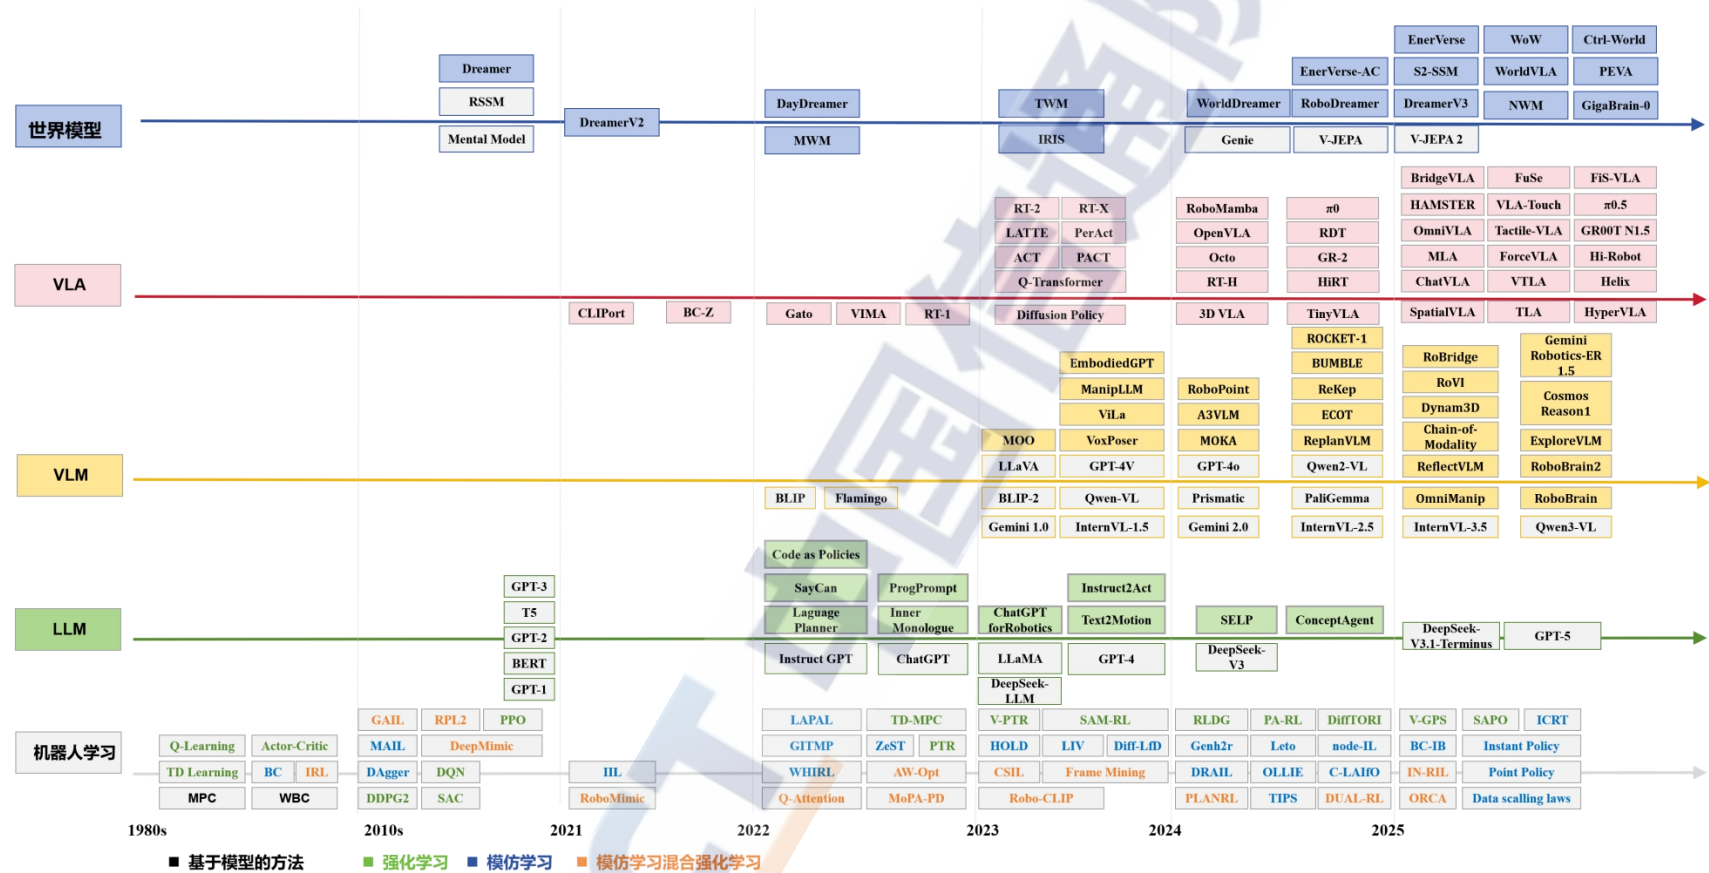 EnerVerse WoW Ctrl-World
Dreamer EnerVerse-AC S2-SSM WorldVLA PEVA
RSSM DayDreamer TWM WorldDreamer RoboDreamer DreamerV3 NWM GigaBrain-0
世界模型 DreamerV2
Mental Model MWM IRIS Genie V-JEPA V-JEPA 2
BridgeVLA FuSe FiS-VLA
RT-2 RT-X RoboMamba π0 HAMSTER VLA-Touch π0.5
LATTE PerAct OpenVLA RDT OmniVLA Tactile-VLA GR00T N1.5
ACT PACT Octo GR-2 MLA ForceVLA Hi-Robot
VLA Q-Transformer RT-H HiRT ChatVLA VTLA Helix
CLIPort BC-Z Gato VIMA RT-1 Diffusion Policy 3D VLA TinyVLA SpatialVLA TLA HyperVLA
ROCKET-1 Gemini
EmbodiedGPT BUMBLE RoBridge Robotics-ER
1.5
ManipLLM RoboPoint ReKep RoVI Cosmos
ViLa A3VLM ECOT Dynam3D Reason1
MOO VoxPoser MOKA ReplanVLM Chain-of-
Modality ExploreVLM
VLM LLaVA GPT-4V GPT-4o Qwen2-VL ReflectVLM RoboBrain2
BLIP Flamingo BLIP-2 Qwen-VL Prismatic PaliGemma OmniManip RoboBrain
Gemini 1.0 InternVL-1.5 Gemini 2.0 InternVL-2.5 InternVL-3.5 Qwen3-VL
Code as Policies
GPT-3 SayCan ProgPrompt Instruct2Act
T5 Laguage Inner ChatGPT Text2Motion SELP ConceptAgent
Planner Monologue forRobotics
LLM GPT-2 DeepSeek- GPT-5
V3.1-Terminus
BERT Instruct GPT ChatGPT LLaMA GPT-4 DeepSeek-
V3
GPT-1 DeepSeek-
LLM
GAIL RPL2 PPO LAPAL TD-MPC V-PTR SAM-RL RLDG PA-RL DiffTORI V-GPS SAPO ICRT
机器人学习 Q-Learning Actor-Critic MAIL DeepMimic GITMP ZeST PTR HOLD LIV Diff-LfD Genh2r Leto node-IL BC-IB Instant Policy
TD Learning BC IRL DAgger DQN IIL WHIRL AW-Opt CSIL Frame Mining DRAIL OLLIE C-LAIfO IN-RIL Point Policy
MPC WBC DDPG2 SAC RoboMimic Q-Attention MoPA-PD Robo-CLIP PLANRL TIPS DUAL-RL ORCA Data scalling laws
1980s 2010s 2021 2022 2023 2024 2025
基于模型的方法 强化学习 模仿学习 模仿学习混合强化学习